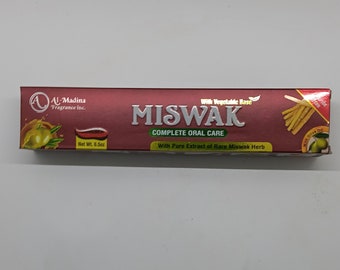 Al-Madina
Fragrance Inc.
With Vegetable Base
MISWAK
COMPLETE ORAL CARE
With Pure Extract of Rare Miswak Herb
Net Wt. 6.5oz